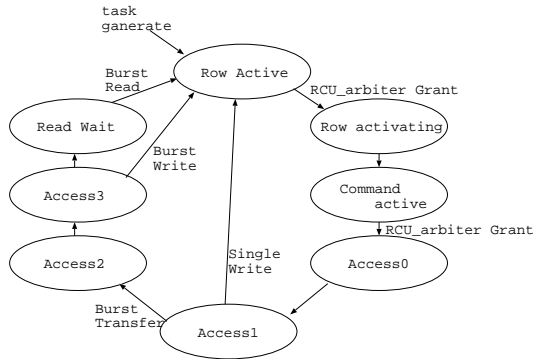 task
ganerate
Row Active
Burst
Read
RCU_arbiter Grant
Read Wait
Row activating
Burst
Write
Access3
Command
active
RCU_arbiter Grant
Access2
Single
Write
Access0
Burst
Transfer
Access1